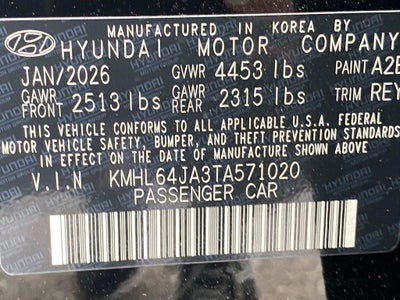 MANUFACTURED IN KOREA BY
HYUNDAI MOTOR COMPANY
JAN/2026 GVWR 4453 lbs PAINT A2B
GAWR FRONT 2513 lbs GAWR REAR 2315 lbs TRIM REY
THIS VEHICLE CONFORMS TO ALL APPLICABLE U.S.A FEDERAL
MOTOR VEHICLE SAFETY, BUMPER, AND THEFT PREVENTION STANDARDS
IN EFFECT ON THE DATE OF MANUFACTURE SHOWN ABOVE.
V.I.N KMHL64JA3TA571020
PASSENGER CAR